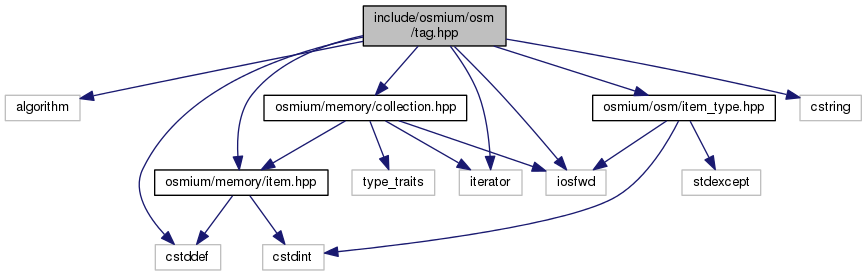 include/osmium/osm
/tag.hpp
algorithm
osmium/memory/collection.hpp
osmium/osm/item_type.hpp
cstring
osmium/memory/item.hpp
type_traits
iterator
iosfwd
stdexcept
cstddef
cstdint